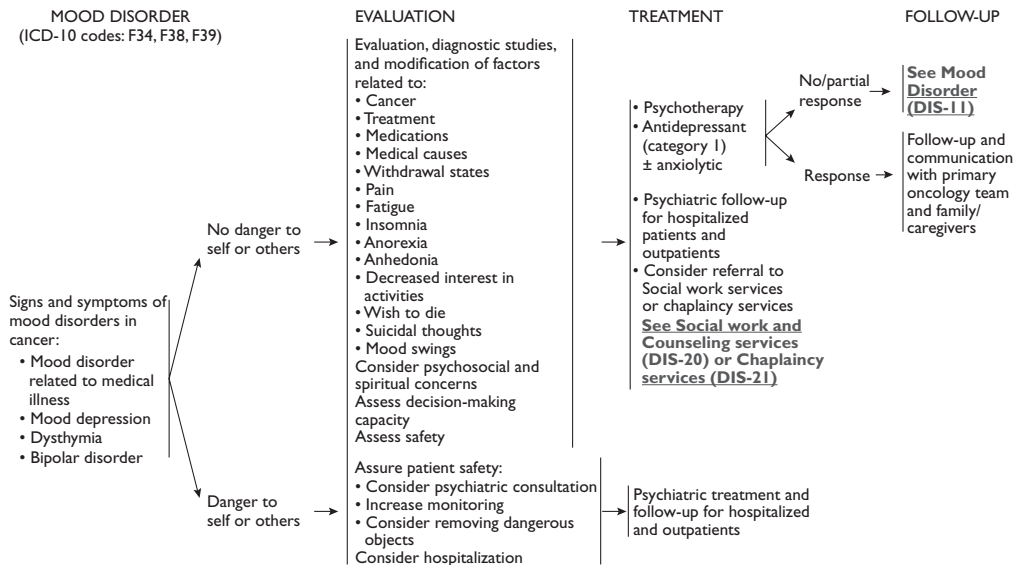 MOOD DISORDER
(ICD-10 codes: F34, F38, F39)
Signs and symptoms of
mood disorders in
cancer:
• Mood disorder
related to medical
illness
• Mood depression
• Dysthymia
• Bipolar disorder
No danger to
self or others
Danger to
self or others
EVALUATION
Evaluation, diagnostic studies,
and modification of factors
related to:
• Cancer
• Treatment
• Medications
• Medical causes
• Withdrawal states
• Pain
• Fatigue
• Insomnia
• Anorexia
• Anhedonia
• Decreased interest in
activities
• Wish to die
• Suicidal thoughts
• Mood swings
Consider psychosocial and
spiritual concerns
Assess decision-making
capacity
Assess safety
Assure patient safety:
• Consider psychiatric consultation
• Increase monitoring
• Consider removing dangerous
objects
Consider hospitalization
TREATMENT
• Psychotherapy
• Antidepressant
(category 1)
± anxiolytic
• Psychiatric follow-up
for hospitalized
patients and
outpatients
• Consider referral to
Social work services
or chaplaincy services
See Social work and
Counseling services
(DIS-20) or Chaplaincy
services (DIS-21)
Psychiatric treatment and
follow-up for hospitalized
and outpatients
No/partial
response
Response
FOLLOW-UP
See Mood
Disorder
(DIS-11)
Follow-up and
communication
with primary
oncology team
and family/
caregivers